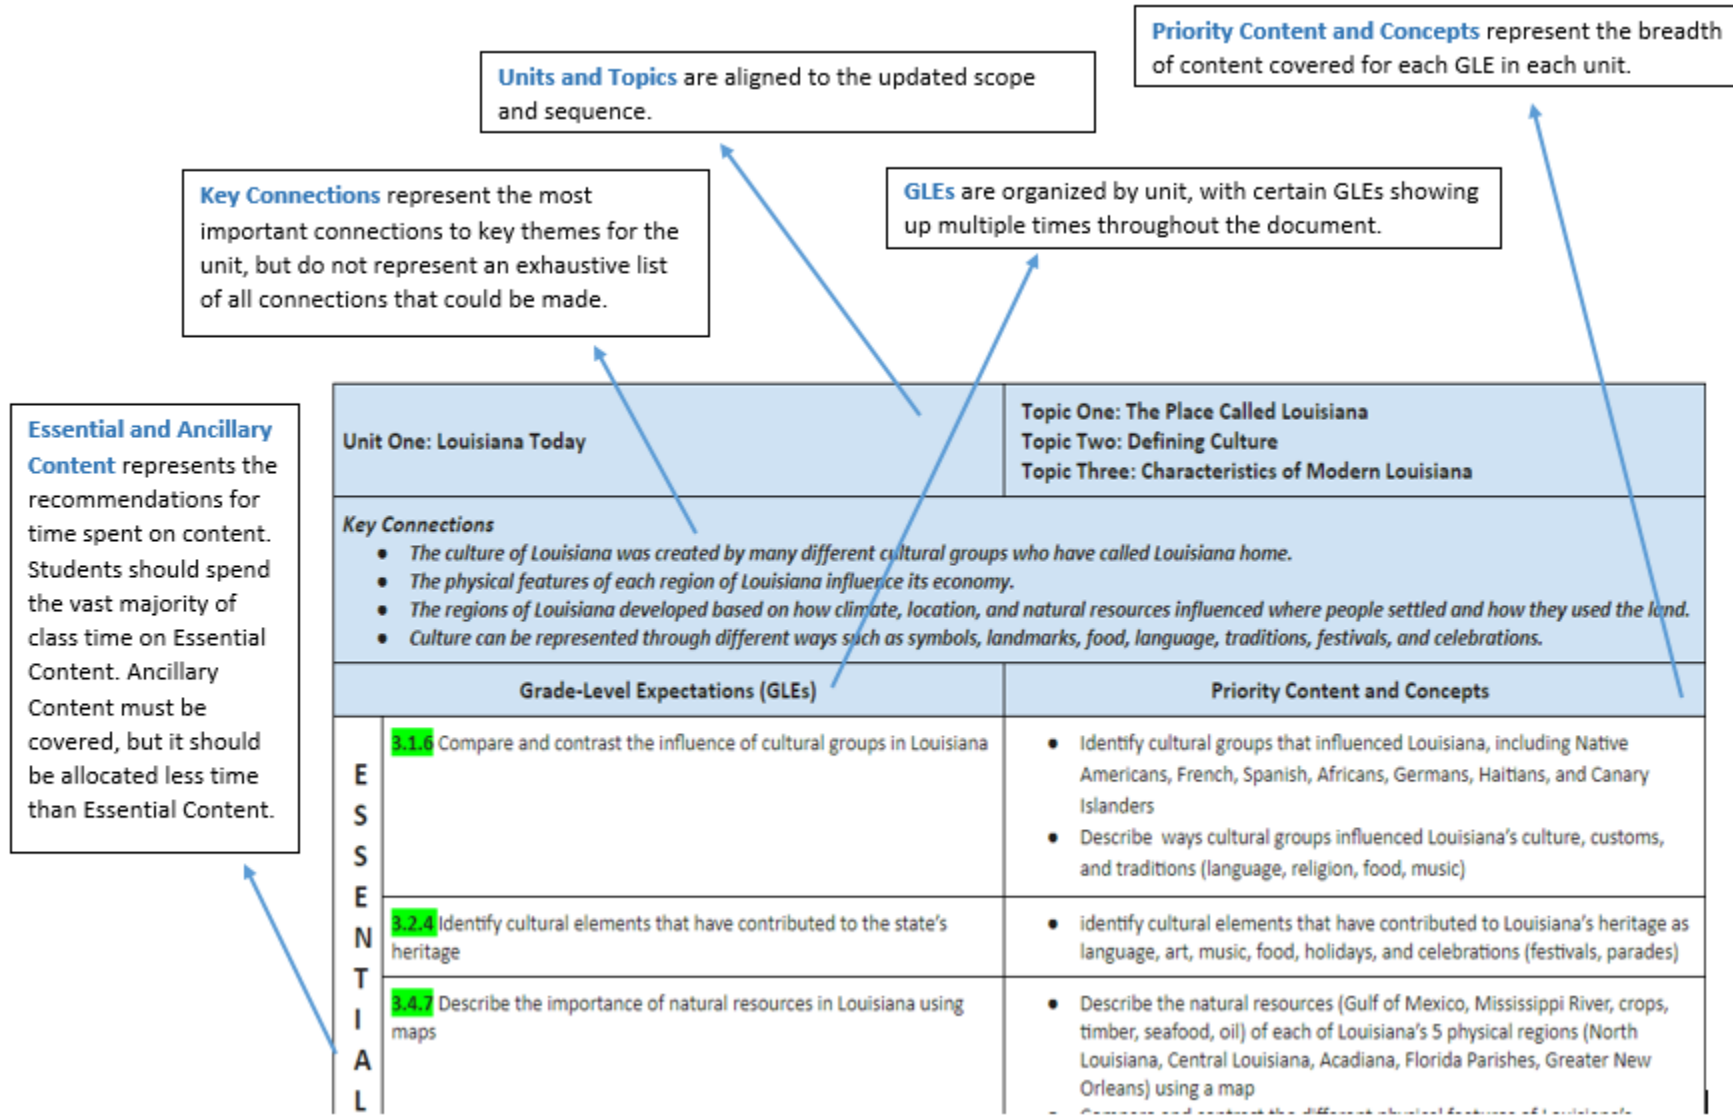 Priority Content and Concepts represent the breadth
of content covered for each GLE in each unit.
Units and Topics are aligned to the updated scope
and sequence.
Key Connections represent the most
important connections to key themes for the
unit, but do not represent an exhaustive list
of all connections that could be made.
GLEs are organized by unit, with certain GLEs showing
up multiple times throughout the document.
Essential and Ancillary
Content represents the
recommendations for
time spent on content.
Students should spend
the vast majority of
class time on Essential
Content. Ancillary
Content must be
covered, but it should
be allocated less time
than Essential Content.
Unit One: Louisiana Today
Topic One: The Place Called Louisiana
Topic Two: Defining Culture
Topic Three: Characteristics of Modern Louisiana
Key Connections
● The culture of Louisiana was created by many different cultural groups who have called Louisiana home.
● The physical features of each region of Louisiana influence its economy.
● The regions of Louisiana developed based on how climate, location, and natural resources influenced where people settled and how they used the land.
● Culture can be represented through different ways such as symbols, landmarks, food, language, traditions, festivals, and celebrations.
Grade-Level Expectations (GLEs)
Priority Content and Concepts
E
S
S
E
N
T
I
A
L
3.1.6 Compare and contrast the influence of cultural groups in Louisiana
● Identify cultural groups that influenced Louisiana, including Native
Americans, French, Spanish, Africans, Germans, Haitians, and Canary
Islanders
● Describe ways cultural groups influenced Louisiana's culture, customs,
and traditions (language, religion, food, music)
3.2.4 Identify cultural elements that have contributed to the state's
heritage
● identify cultural elements that have contributed to Louisiana's heritage as
language, art, music, food, holidays, and celebrations (festivals, parades)
3.4.7 Describe the importance of natural resources in Louisiana using
maps
● Describe the natural resources (Gulf of Mexico, Mississippi River, crops,
timber, seafood, oil) of each of Louisiana's 5 physical regions (North
Louisiana, Central Louisiana, Acadiana, Florida Parishes, Greater New
Orleans) using a map